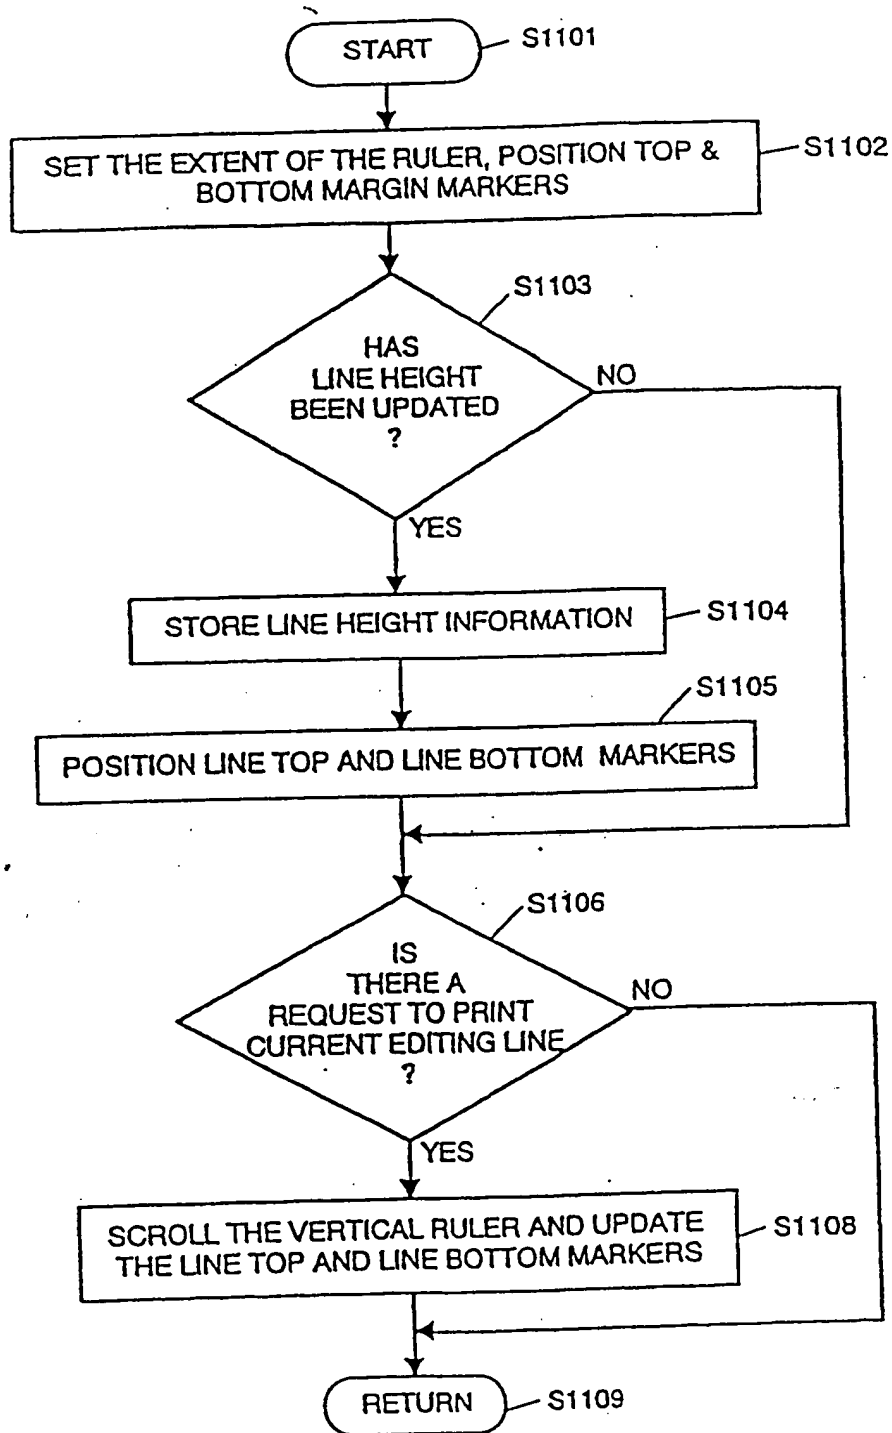 START
S1101
SET THE EXTENT OF THE RULER, POSITION TOP &
BOTTOM MARGIN MARKERS
S1102
S1103
HAS
LINE HEIGHT
BEEN UPDATED
?
NO
YES
STORE LINE HEIGHT INFORMATION
S1104
S1105
POSITION LINE TOP AND LINE BOTTOM MARKERS
S1106
IS
THERE A
REQUEST TO PRINT
CURRENT EDITING LINE
?
NO
YES
SCROLL THE VERTICAL RULER AND UPDATE
THE LINE TOP AND LINE BOTTOM MARKERS
S1108
RETURN
S1109